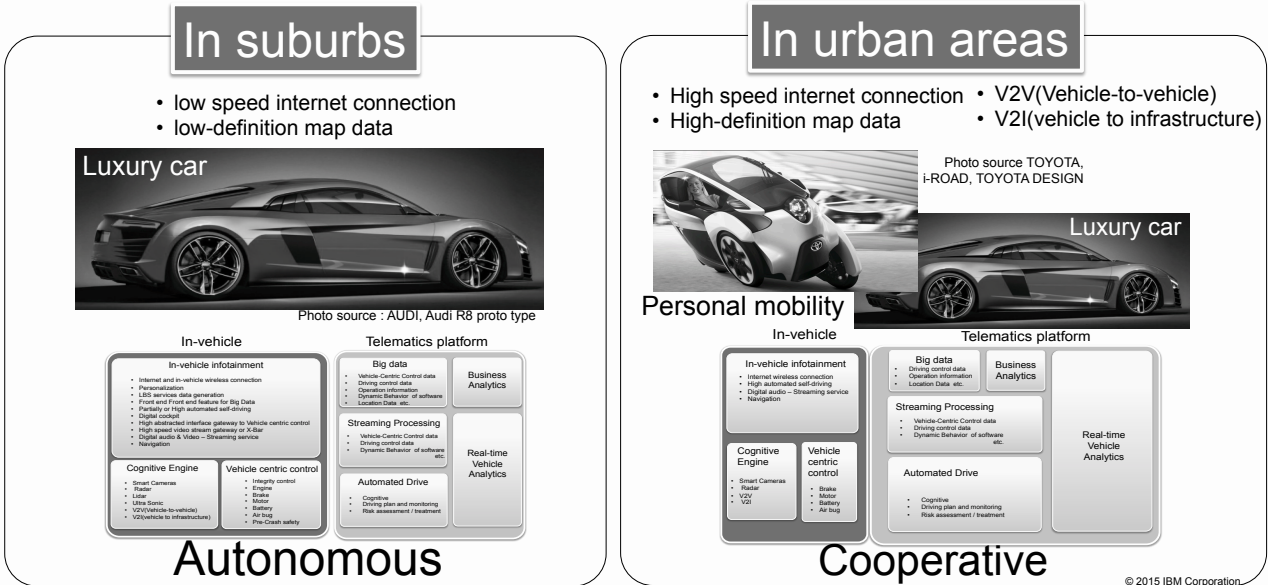 In suburbs
• low speed internet connection
• low-definition map data
Luxury car
Photo source : AUDI, Audi R8 proto type
In-vehicle
In-vehicle infotainment
• Internet and in-vehicle wireless connection
• Personalization
• LBS services data generation
• Front end Front end feature for Big Data
• Partially or High automated self-driving
• Digital cockpit
• High abstracted interface gateway to Vehicle centric control
• High speed video stream gateway or X-Bar
• Digital audio & Video – Streaming service
• Navigation
Cognitive Engine
• Smart Cameras
• Radar
• Lidar
• Ultra Sonic
• V2V(Vehicle-to-vehicle)
• V2I(vehicle to infrastructure)
Vehicle centric control
• Integrity control
• Engine
• Brake
• Motor
• Battery
• Air bug
• Pre-Crash safety
Telematics platform
Big data
• Vehicle-Centric Control data
• Driving control data
• Operation information
• Dynamic Behavior of software
• Location Data etc.
Business
Analytics
Streaming Processing
• Vehicle-Centric Control data
• Driving control data
• Dynamic Behavior of software
etc.
Automated Drive
• Cognitive
• Driving plan and monitoring
• Risk assessment / treatment
Real-time
Vehicle
Analytics
Autonomous
In urban areas
• High speed internet connection
• High-definition map data
• V2V(Vehicle-to-vehicle)
• V2I(vehicle to infrastructure)
Photo source TOYOTA,
i-ROAD, TOYOTA DESIGN
Luxury car
Personal mobility
In-vehicle
In-vehicle infotainment
• Internet wireless connection
• High automated self-driving
• Digital audio – Streaming service
• Navigation
Cognitive
Engine
• Smart Cameras
• Radar
• V2V
• V2I
Vehicle
centric
control
• Brake
• Motor
• Battery
• Air bug
Telematics platform
Big data
• Driving control data
• Operation information
• Location Data etc.
Business
Analytics
Streaming Processing
• Vehicle-Centric Control data
• Driving control data
• Dynamic Behavior of software
etc.
Automated Drive
• Cognitive
• Driving plan and monitoring
• Risk assessment / treatment
Real-time
Vehicle
Analytics
Cooperative
© 2015 IBM Corporation